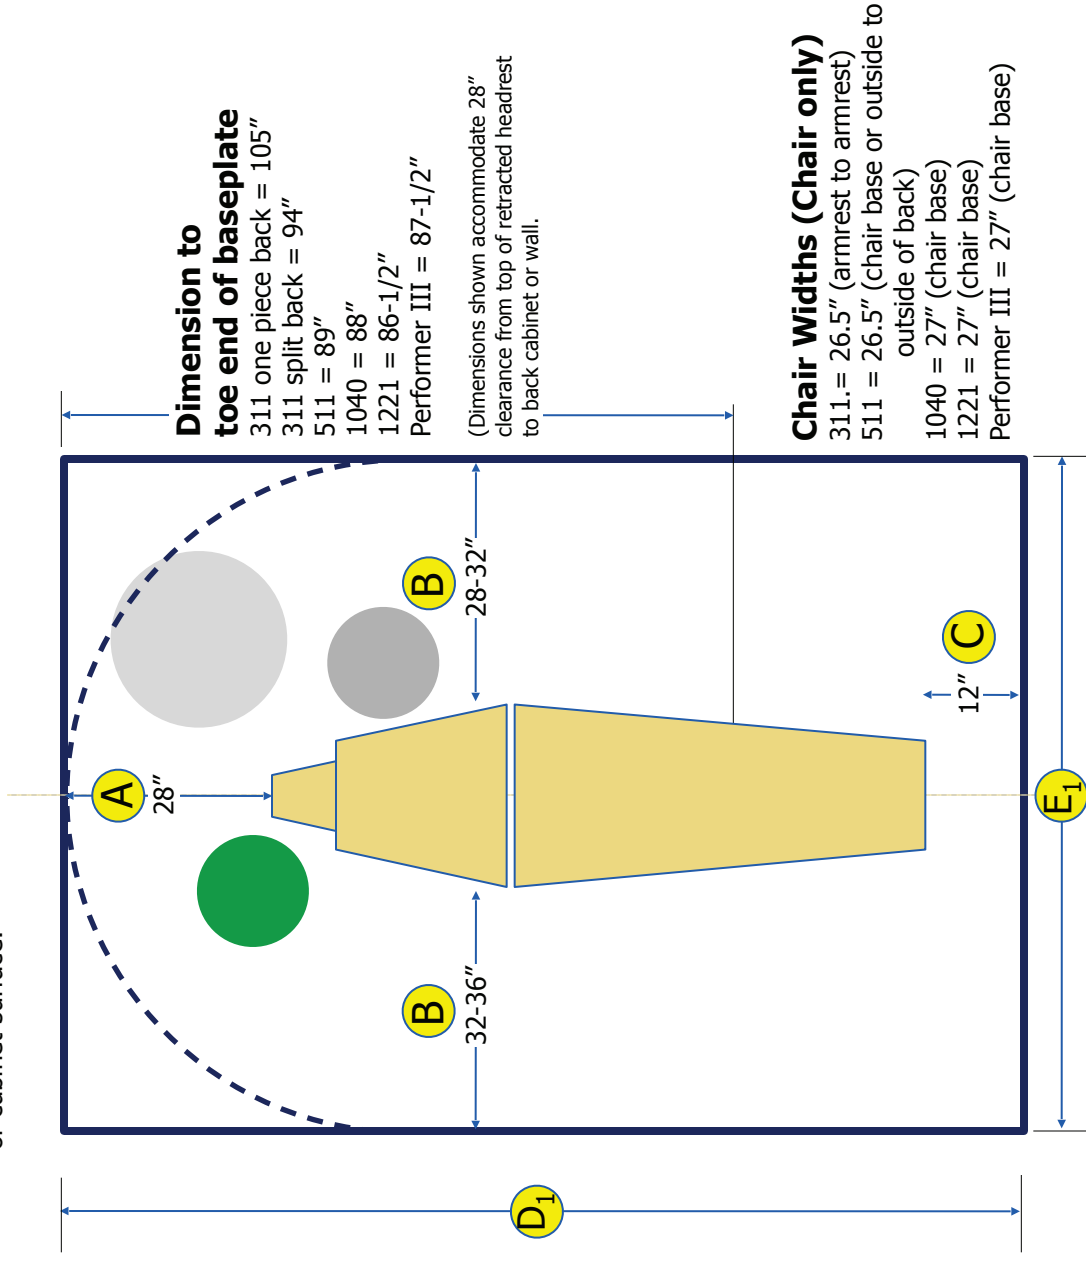 or cabinet surface.
Dimension to
toe end of baseplate
311 one piece back = 105”
311 split back = 94”
511 = 89”
1040 = 88”
1221 = 86-1/2”
Performer III = 87-1/2”
(Dimensions shown accommodate 28”
clearance from top of retracted headrest
to back cabinet or wall.
Chair Widths (Chair only)
311.= 26.5” (armrest to armrest)
511 = 26.5” (chair base or outside to
outside of back)
1040 = 27” (chair base)
1221 = 27” (chair base)
Performer III = 27” (chair base)
A
28”
B
28-32”
B
32-36”
C
12”
D1
E1